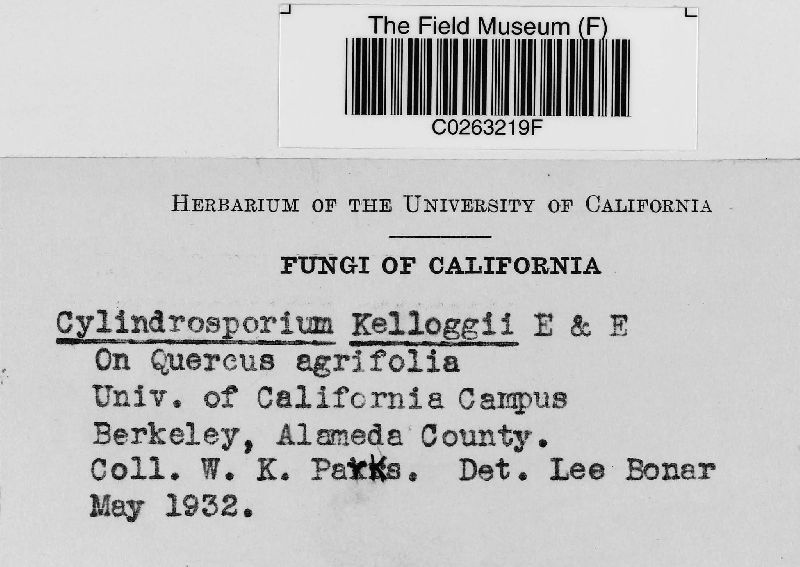 The Field Museum (F)
C0263219F
HERBARIUM OF THE UNIVERSITY OF CALIFORNIA
FUNGI OF CALIFORNIA
Cylindrosporium Kelloggii E & E
On Quercus agrifolia
Univ. of California Campus
Berkeley, Alameda County.
Coll. W. K. Parks. Det. Lee Bonar
May 1932.